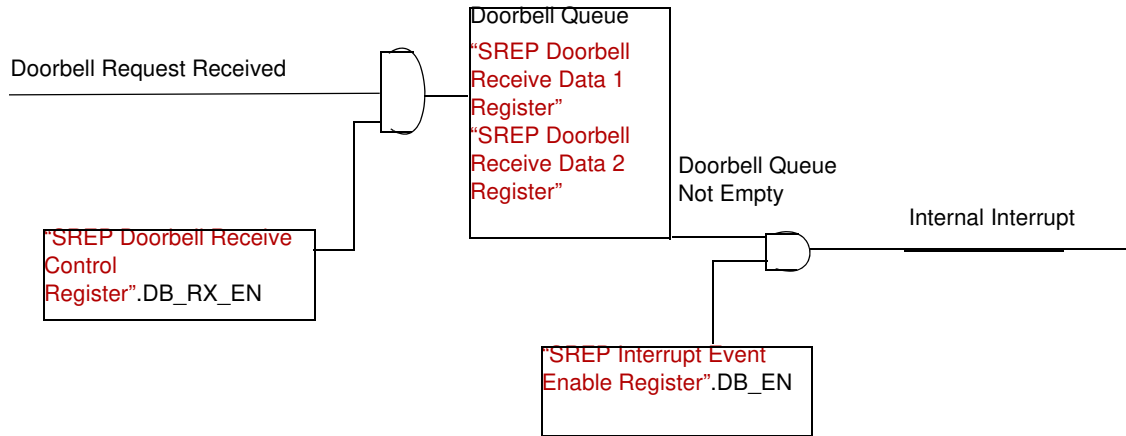 Doorbell Queue
“SREP Doorbell
Receive Data 1
Register”
“SREP Doorbell
Receive Data 2
Register”
Doorbell Request Received
Doorbell Queue
Not Empty
Internal Interrupt
“SREP Doorbell Receive
Control
Register”.DB_RX_EN
“SREP Interrupt Event
Enable Register”.DB_EN